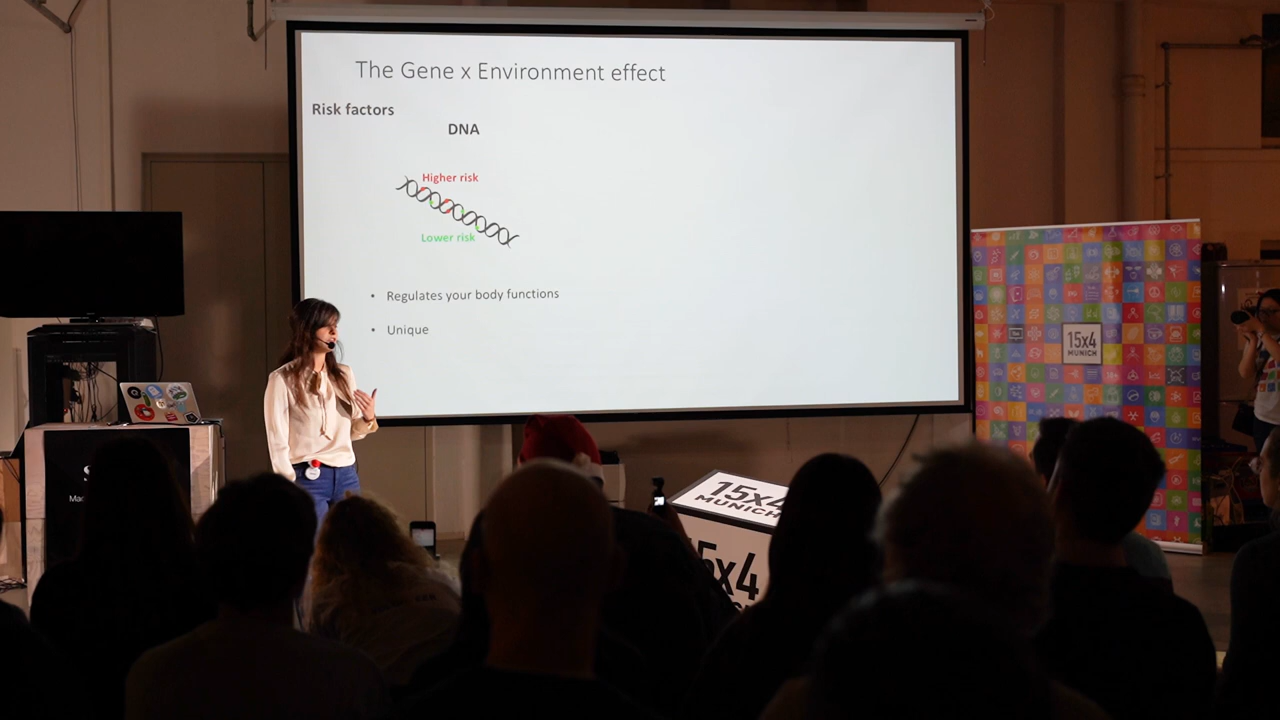 The Gene x Environment effect
Risk factors
DNA
Higher risk
Lower risk
• Regulates your body functions
• Unique
15x4
MUNICH
15x4
MUNICH
15x4